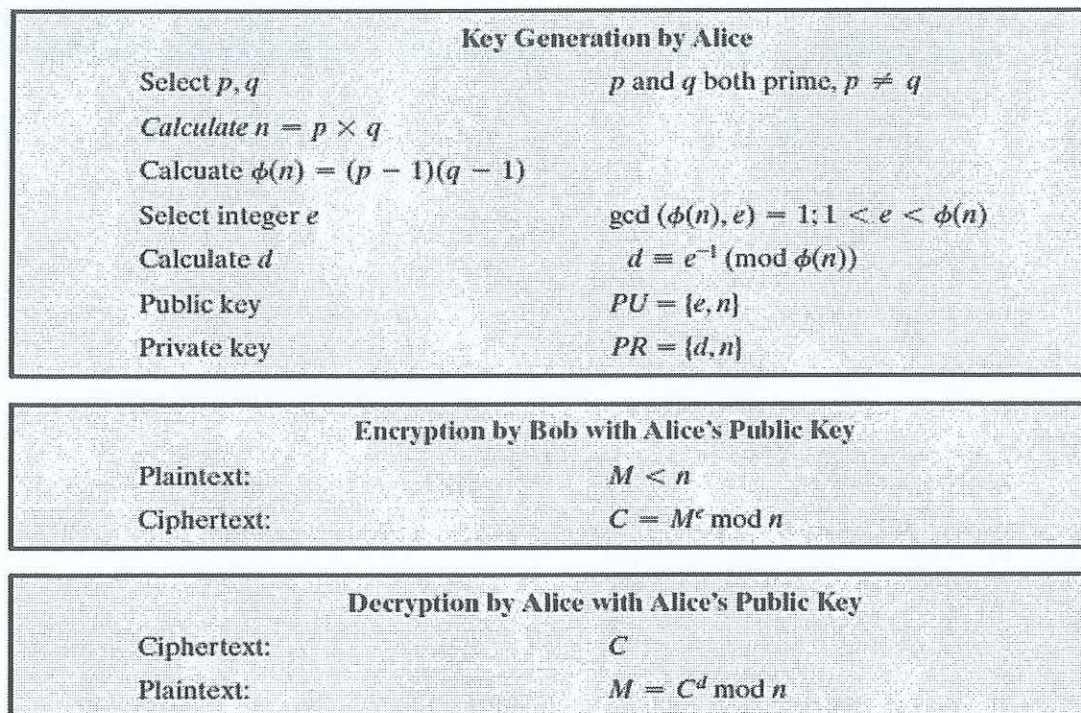 Key Generation by Alice
Select p, q p and q both prime, p ≠ q
Calculate n = p × q
Calcuate ϕ(n) = (p − 1)(q − 1)
Select integer e gcd (ϕ(n), e) = 1; 1 < e < ϕ(n)
Calculate d d ≡ e⁻¹ (mod ϕ(n))
Public key PU = {e, n}
Private key PR = {d, n}
Encryption by Bob with Alice's Public Key
Plaintext: M < n
Ciphertext: C = Mᵉ mod n
Decryption by Alice with Alice's Public Key
Ciphertext: C
Plaintext: M = Cᵈ mod n